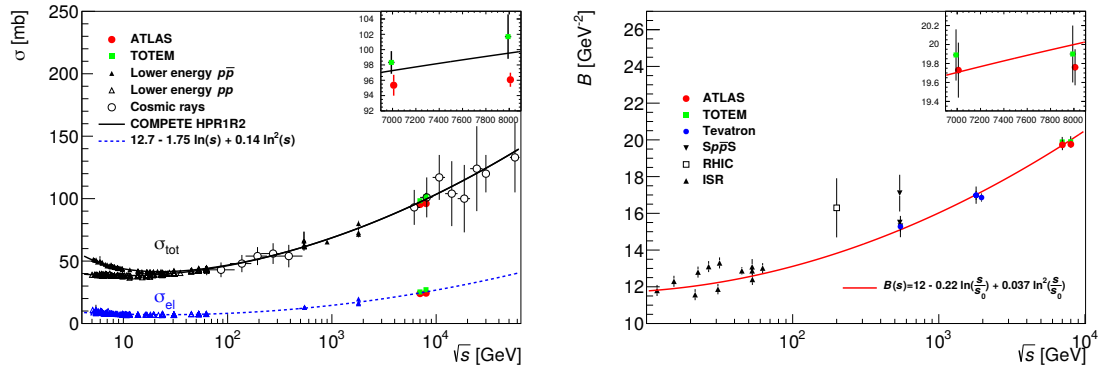 σ [mb]
250
200
150
100
50
0
ATLAS
TOTEM
Lower energy pp̅
Lower energy pp
Cosmic rays
COMPETE HPR1R2
12.7 - 1.75 ln(s) + 0.14 ln²(s)
104
102
100
98
96
94
92
7000 7200 7400 7600 7800 8000
σtot
σel
10 10² 10³ 10⁴
√s [GeV]
B [GeV⁻²]
26
24
22
20
18
16
14
12
10
ATLAS
TOTEM
Tevatron
Spp̅S
RHIC
ISR
20.2
20
19.8
19.6
19.4
7000 7200 7400 7600 7800 8000
B(s)=12 - 0.22 ln(s/s₀) + 0.037 ln²(s/s₀)
10² 10³ 10⁴
√s [GeV]